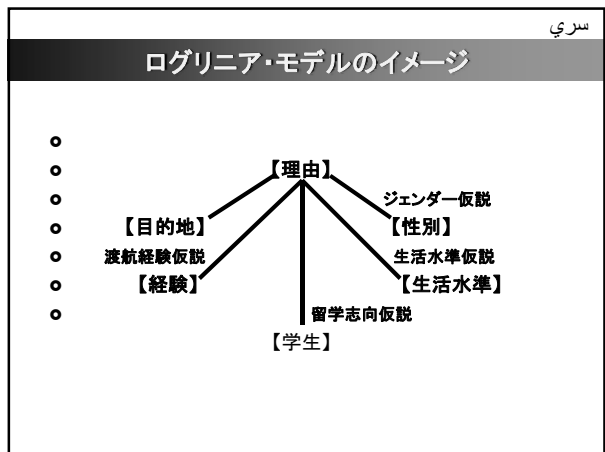 سري
ログリニア・モデルのイメージ
【理由】
ジェンダー仮説
【目的地】 【性別】
渡航経験仮説 生活水準仮説
【経験】 【生活水準】
留学志向仮説
【学生】